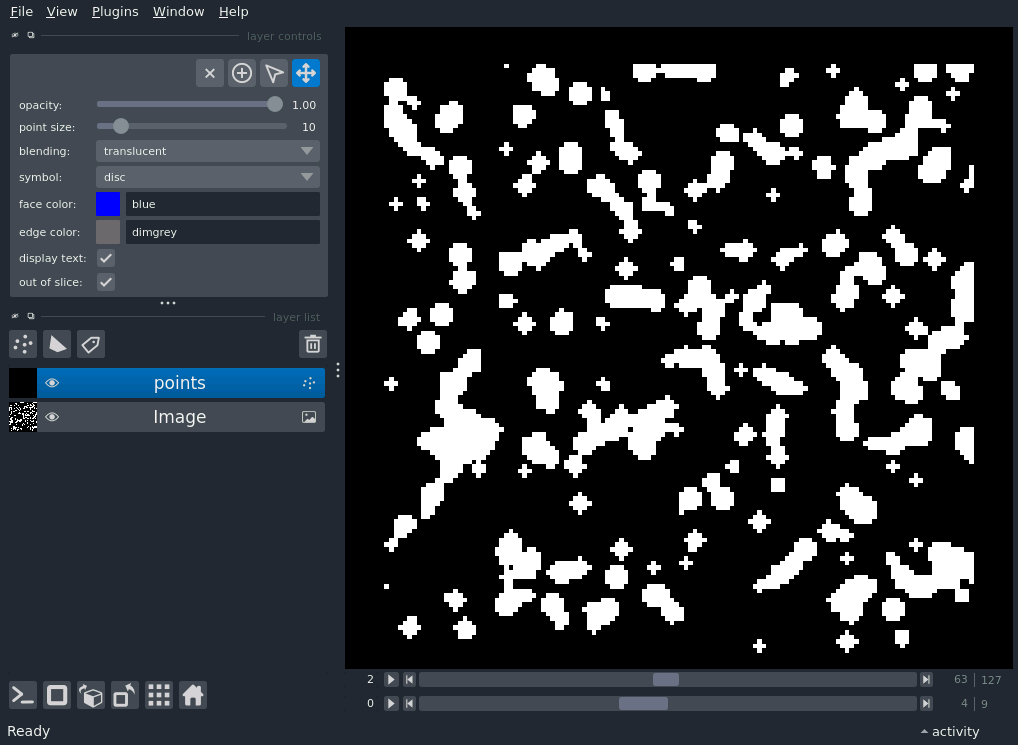 File View Plugins Window Help
layer controls
opacity: 1.00
point size: 10
blending: translucent
symbol: disc
face color: blue
edge color: dimgrey
display text:
out of slice:
layer list
points
Image
2 63 127
0 4 9
Ready activity